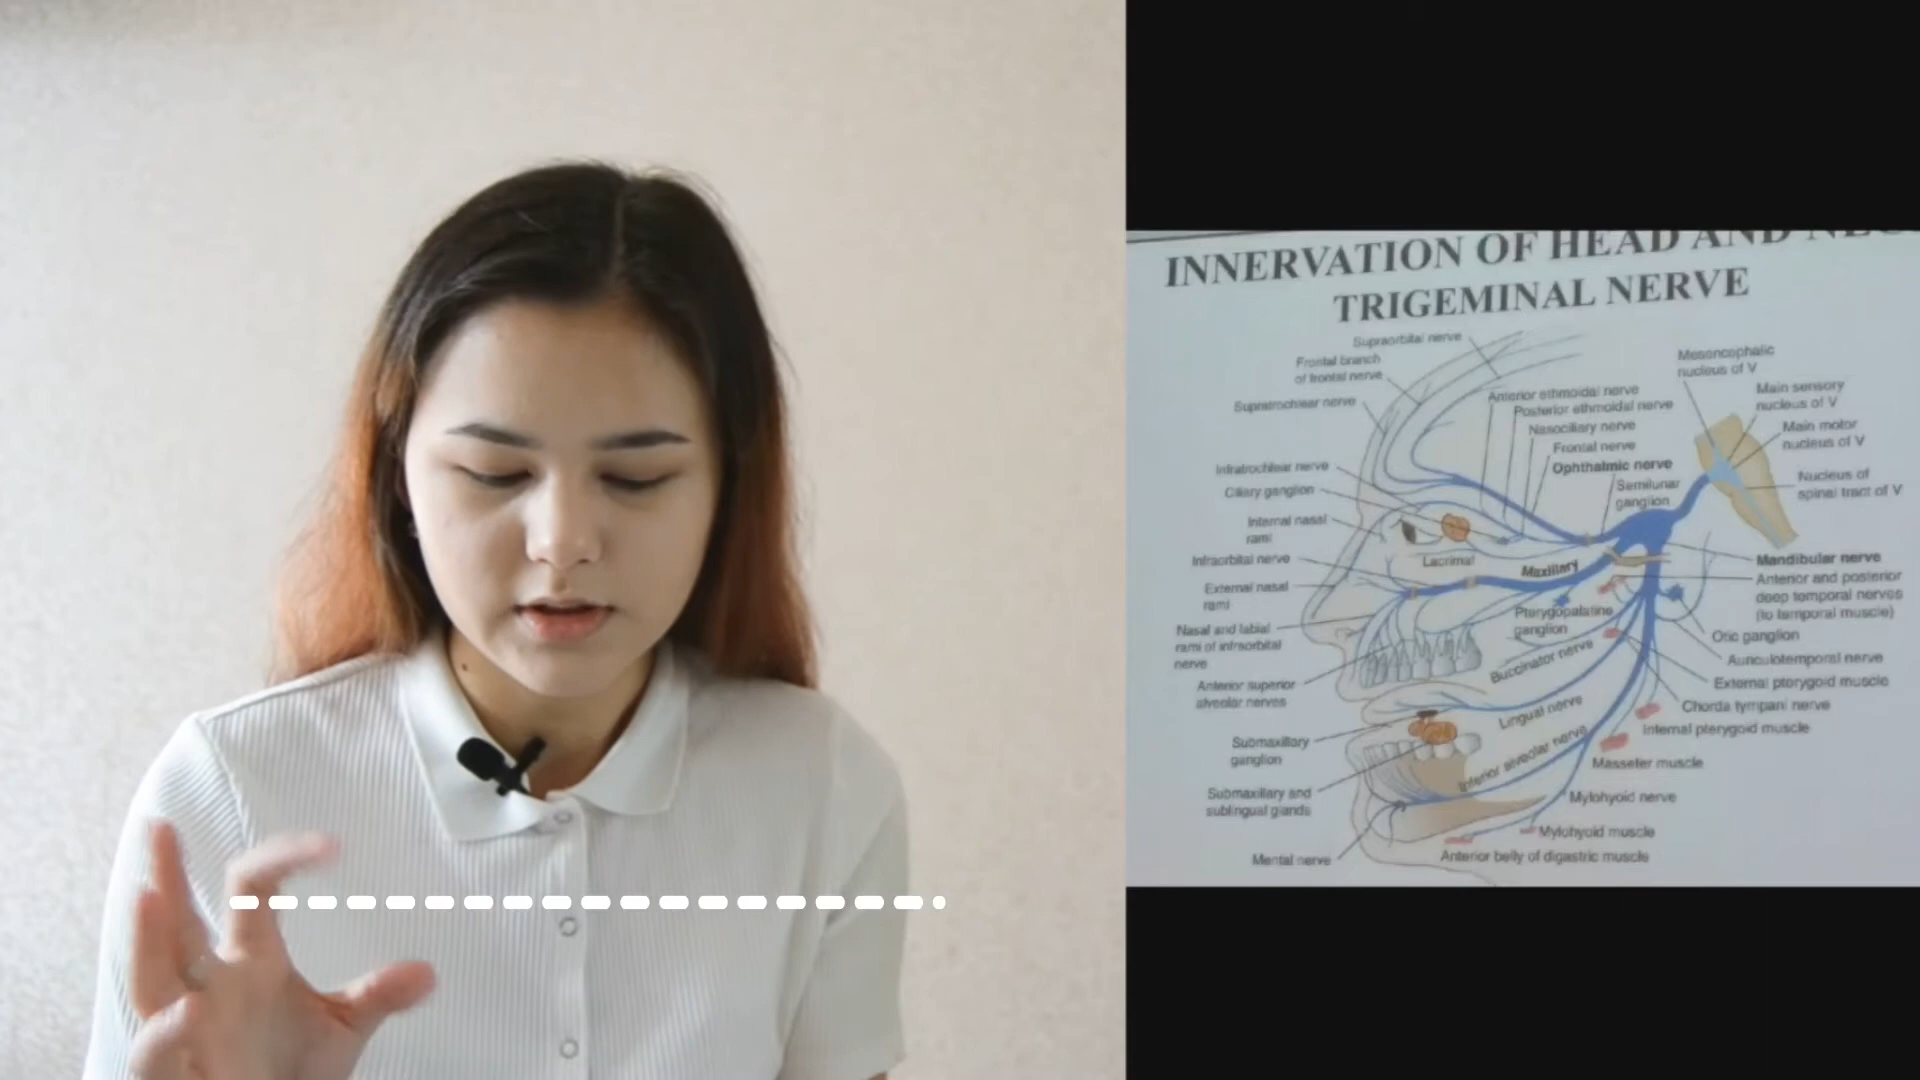 INNERVATION OF HEAD AND NEC
TRIGEMINAL NERVE
Supraorbital nerve
Frontal branch
of frontal nerve
Supratrochlear nerve
Anterior ethmoidal nerve
Posterior ethmoidal nerve
Nasociliary nerve
Frontal nerve
Ophthalmic nerve
Semilunar
ganglion
Mesencephalic
nucleus of V
Main sensory
nucleus of V
Main motor
nucleus of V
Nucleus of
spinal tract of V
Infratrochlear nerve
Ciliary ganglion
Internal nasal
rami
Infraorbital nerve
External nasal
rami
Nasal and labial
rami of infraorbital
nerve
Anterior superior
alveolar nerves
Submaxillary
ganglion
Submaxillary and
sublingual glands
Mental nerve
Lacrimal
Maxillary
Pterygopalatine
ganglion
Buccinator nerve
Lingual nerve
Inferior alveolar nerve
Mandibular nerve
Anterior and posterior
deep temporal nerves
(to temporal muscle)
Otic ganglion
Auriculotemporal nerve
External pterygoid muscle
Chorda tympani nerve
Internal pterygoid muscle
Masseter muscle
Mylohyoid nerve
Mylohyoid muscle
Anterior belly of digastric muscle